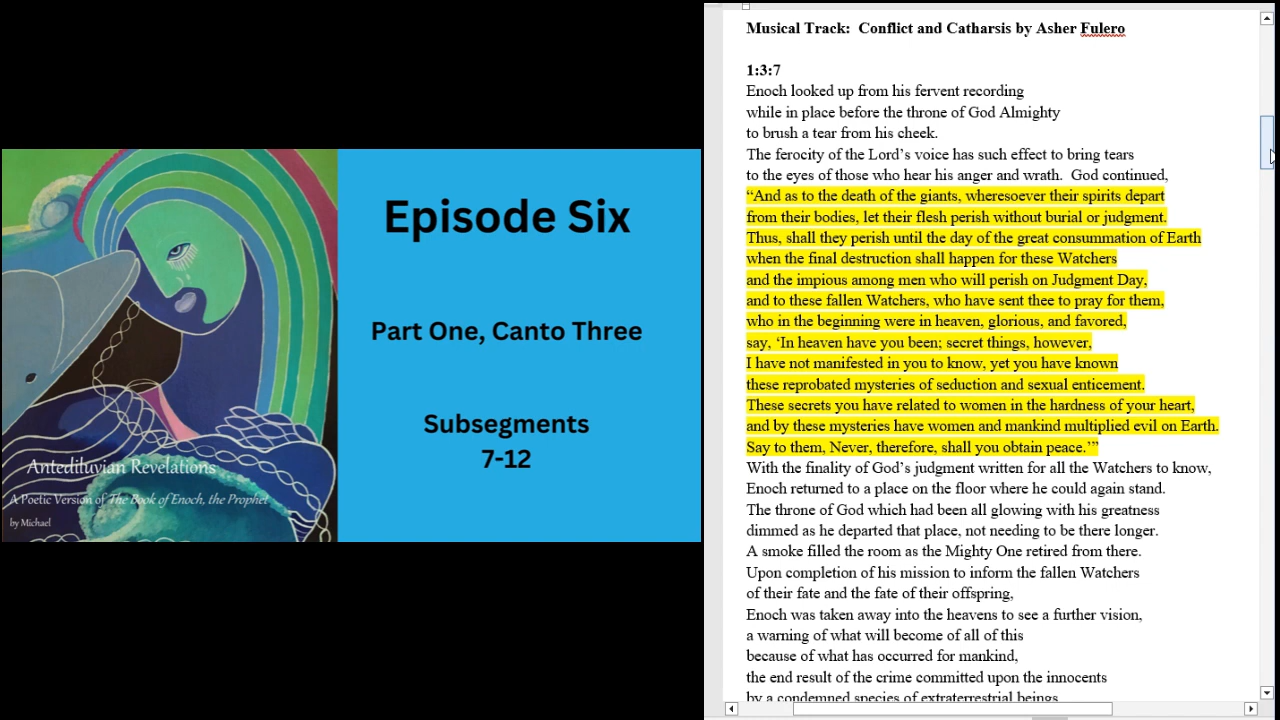 Episode Six
Part One, Canto Three
Subsegments
7-12
Antediluvian Revelations
A Poetic Version of The Book of Enoch, the Prophet
by Michael
Musical Track:  Conflict and Catharsis by Asher Fulero
1:3:7
Enoch looked up from his fervent recording
while in place before the throne of God Almighty
to brush a tear from his cheek.
The ferocity of the Lord’s voice has such effect to bring tears
to the eyes of those who hear his anger and wrath.  God continued,
“And as to the death of the giants, wheresoever their spirits depart
from their bodies, let their flesh perish without burial or judgment.
Thus, shall they perish until the day of the great consummation of Earth
when the final destruction shall happen for these Watchers
and the impious among men who will perish on Judgment Day,
and to these fallen Watchers, who have sent thee to pray for them,
who in the beginning were in heaven, glorious, and favored,
say, ‘In heaven have you been; secret things, however,
I have not manifested in you to know, yet you have known
these reprobated mysteries of seduction and sexual enticement.
These secrets you have related to women in the hardness of your heart,
and by these mysteries have women and mankind multiplied evil on Earth.
Say to them, Never, therefore, shall you obtain peace.’”
With the finality of God’s judgment written for all the Watchers to know,
Enoch returned to a place on the floor where he could again stand.
The throne of God which had been all glowing with his greatness
dimmed as he departed that place, not needing to be there longer.
A smoke filled the room as the Mighty One retired from there.
Upon completion of his mission to inform the fallen Watchers
of their fate and the fate of their offspring,
Enoch was taken away into the heavens to see a further vision,
a warning of what will become of all of this
because of what has occurred for mankind,
the end result of the crime committed upon the innocents
by a condemned species of extraterrestrial beings